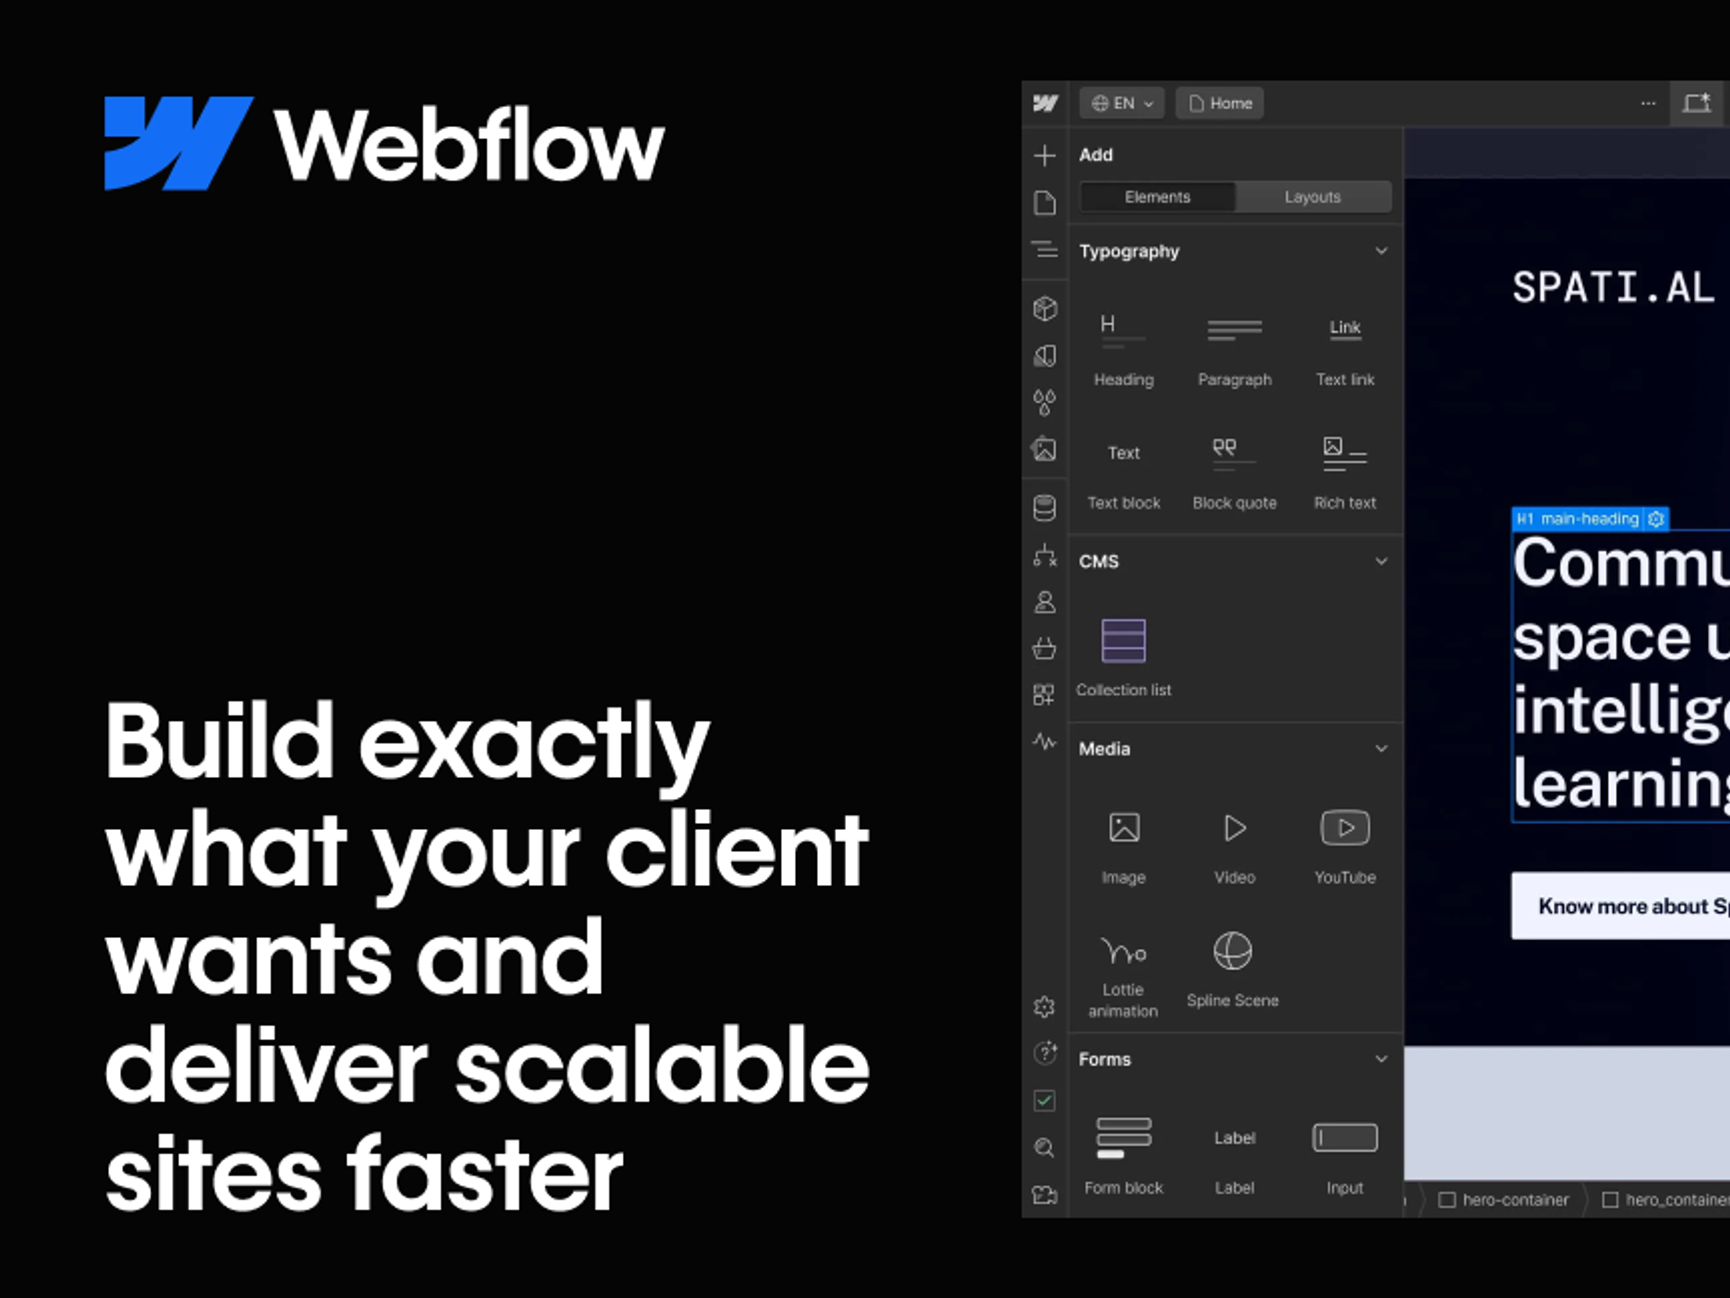 Webflow
Build exactly
what your client
wants and
deliver scalable
sites faster
EN
Home
Add
Elements
Layouts
Typography
H
Link
Heading
Paragraph
Text link
Text
Text block
Block quote
Rich text
CMS
Collection list
Media
Image
Video
YouTube
Lottie
animation
Spline Scene
Forms
Label
Form block
Label
Input
SPATI.AL
H1 main-heading
Commu
space u
intellige
learning
Know more about Sp
hero-container
hero_container